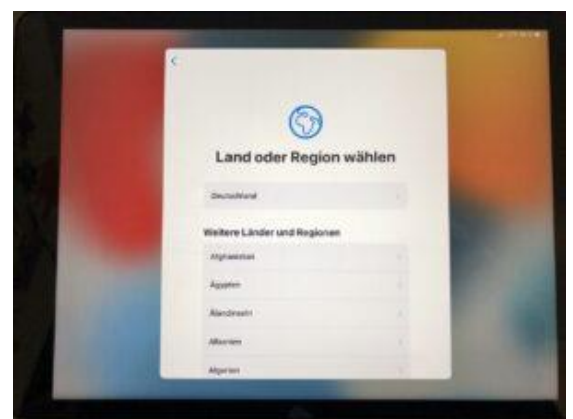 Land oder Region wählen
Deutschland
Weitere Länder und Regionen
Afghanistan
Ägypten
Ålandinseln
Albanien
Algerien